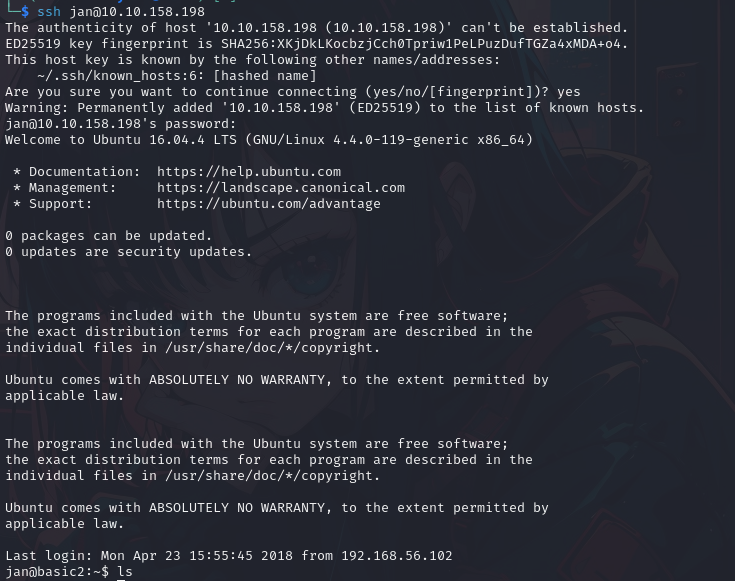 └─$ ssh jan@10.10.158.198
The authenticity of host '10.10.158.198 (10.10.158.198)' can't be established.
ED25519 key fingerprint is SHA256:XKjDkLKocbzjCch0Tpriw1PeLPuzDufTGZa4xMDA+o4.
This host key is known by the following other names/addresses:
    ~/.ssh/known_hosts:6: [hashed name]
Are you sure you want to continue connecting (yes/no/[fingerprint])? yes
Warning: Permanently added '10.10.158.198' (ED25519) to the list of known hosts.
jan@10.10.158.198's password:
Welcome to Ubuntu 16.04.4 LTS (GNU/Linux 4.4.0-119-generic x86_64)

 * Documentation:  https://help.ubuntu.com
 * Management:     https://landscape.canonical.com
 * Support:        https://ubuntu.com/advantage

0 packages can be updated.
0 updates are security updates.

The programs included with the Ubuntu system are free software;
the exact distribution terms for each program are described in the
individual files in /usr/share/doc/*/copyright.

Ubuntu comes with ABSOLUTELY NO WARRANTY, to the extent permitted by
applicable law.

The programs included with the Ubuntu system are free software;
the exact distribution terms for each program are described in the
individual files in /usr/share/doc/*/copyright.

Ubuntu comes with ABSOLUTELY NO WARRANTY, to the extent permitted by
applicable law.

Last login: Mon Apr 23 15:55:45 2018 from 192.168.56.102
jan@basic2:~$ ls